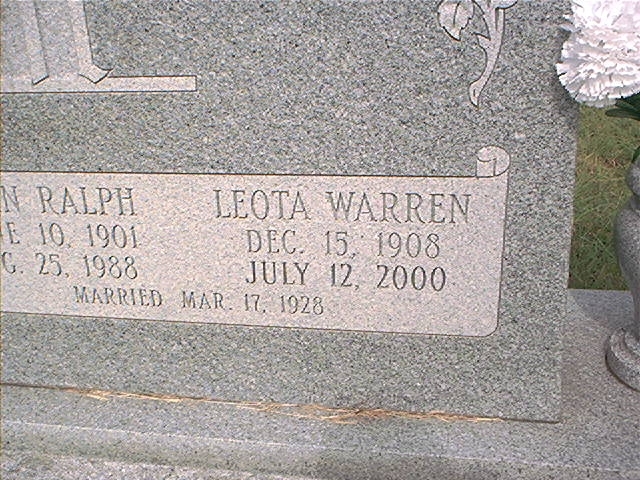 N RALPH
E 10, 1901
G. 25, 1988
LEOTA WARREN
DEC. 15, 1908
JULY 12, 2000
MARRIED MAR. 17, 1928